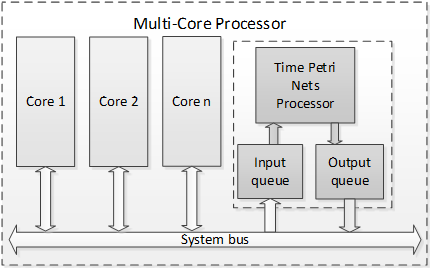 Multi-Core Processor
Core 1
Core 2
Core n
Time Petri
Nets
Processor
Input
queue
Output
queue
System bus